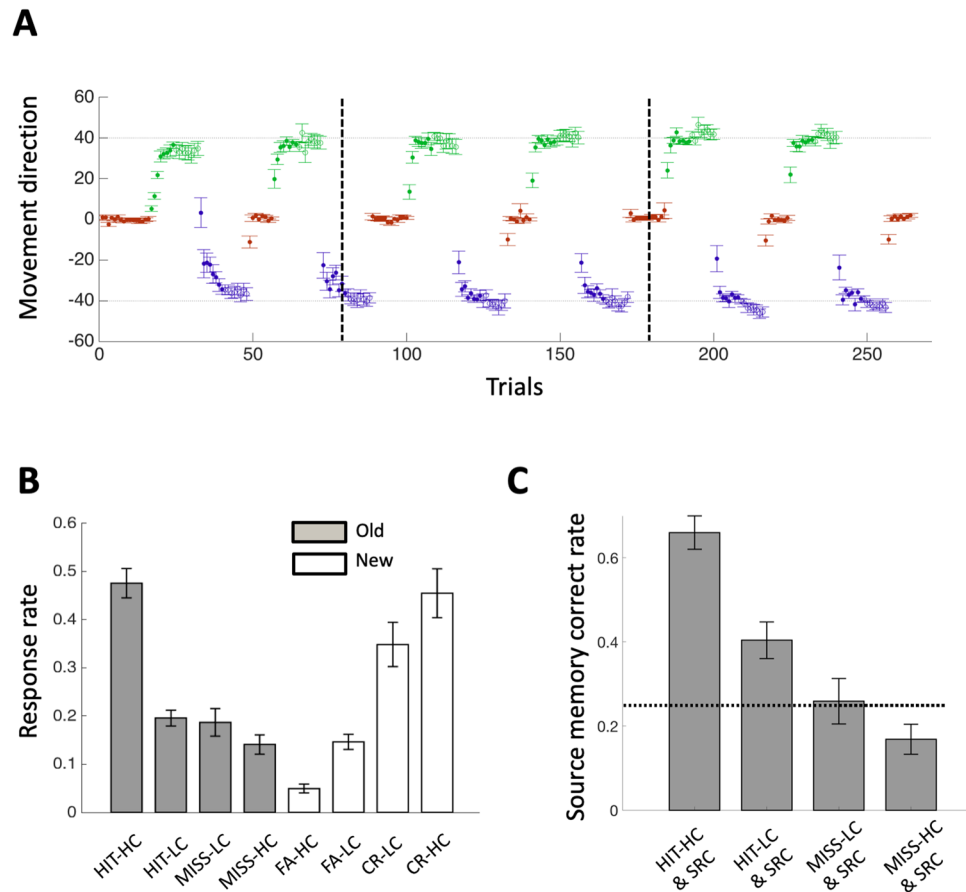 A
Movement direction
60
40
20
0
-20
-40
-60
0
50
100
150
200
250
Trials
B
Response rate
0.6
0.5
0.4
0.3
0.2
0.1
0
Old
New
HIT-HC
HIT-LC
MISS-LC
MISS-HC
FA-HC
FA-LC
CR-LC
CR-HC
C
Source memory correct rate
0.6
0.4
0.2
0
HIT-HC
& SRC
HIT-LC
& SRC
MISS-LC
& SRC
MISS-HC
& SRC